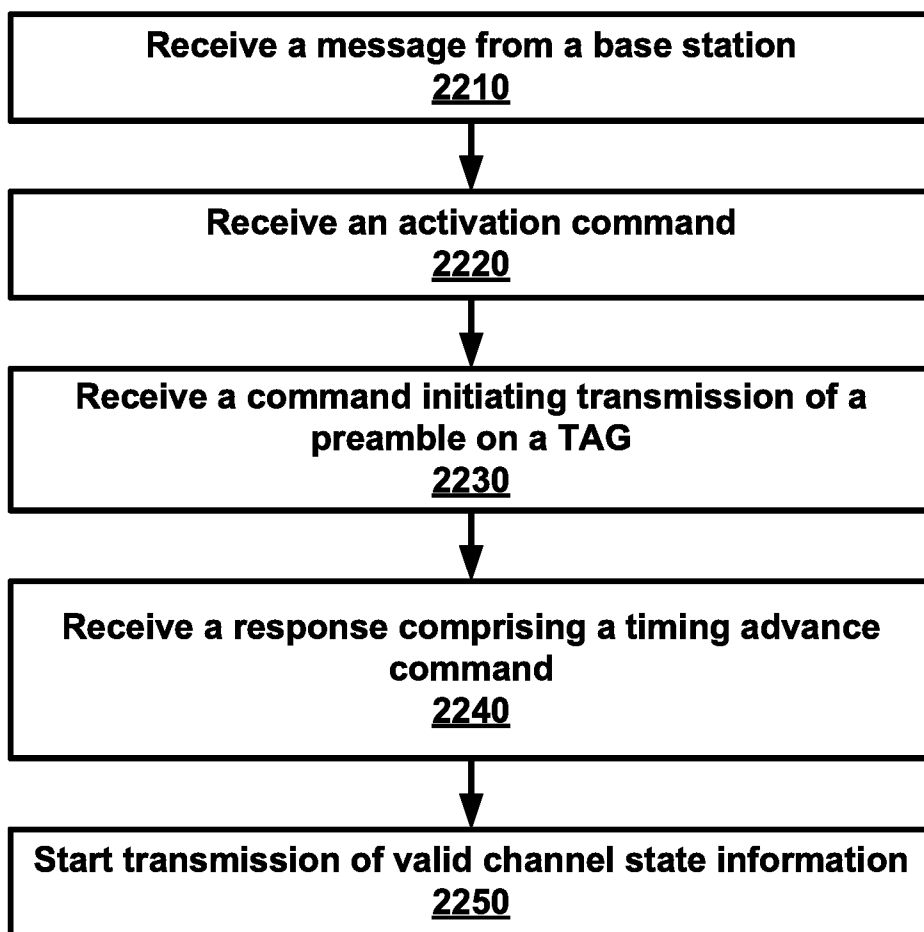 Receive a message from a base station
2210
Receive an activation command
2220
Receive a command initiating transmission of a
preamble on a TAG
2230
Receive a response comprising a timing advance
command
2240
Start transmission of valid channel state information
2250